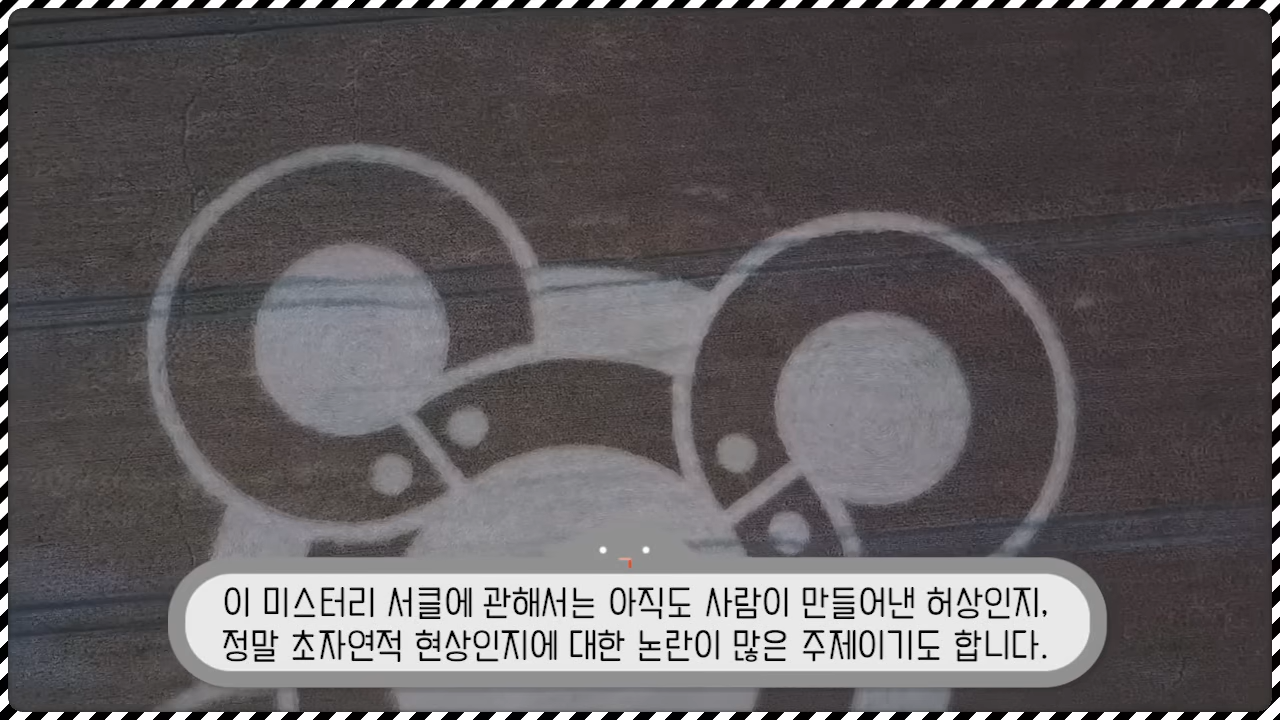 이 미스터리 서클에 관해서는 아직도 사람이 만들어낸 허상인지,
정말 초자연적 현상인지에 대한 논란이 많은 주제이기도 합니다.